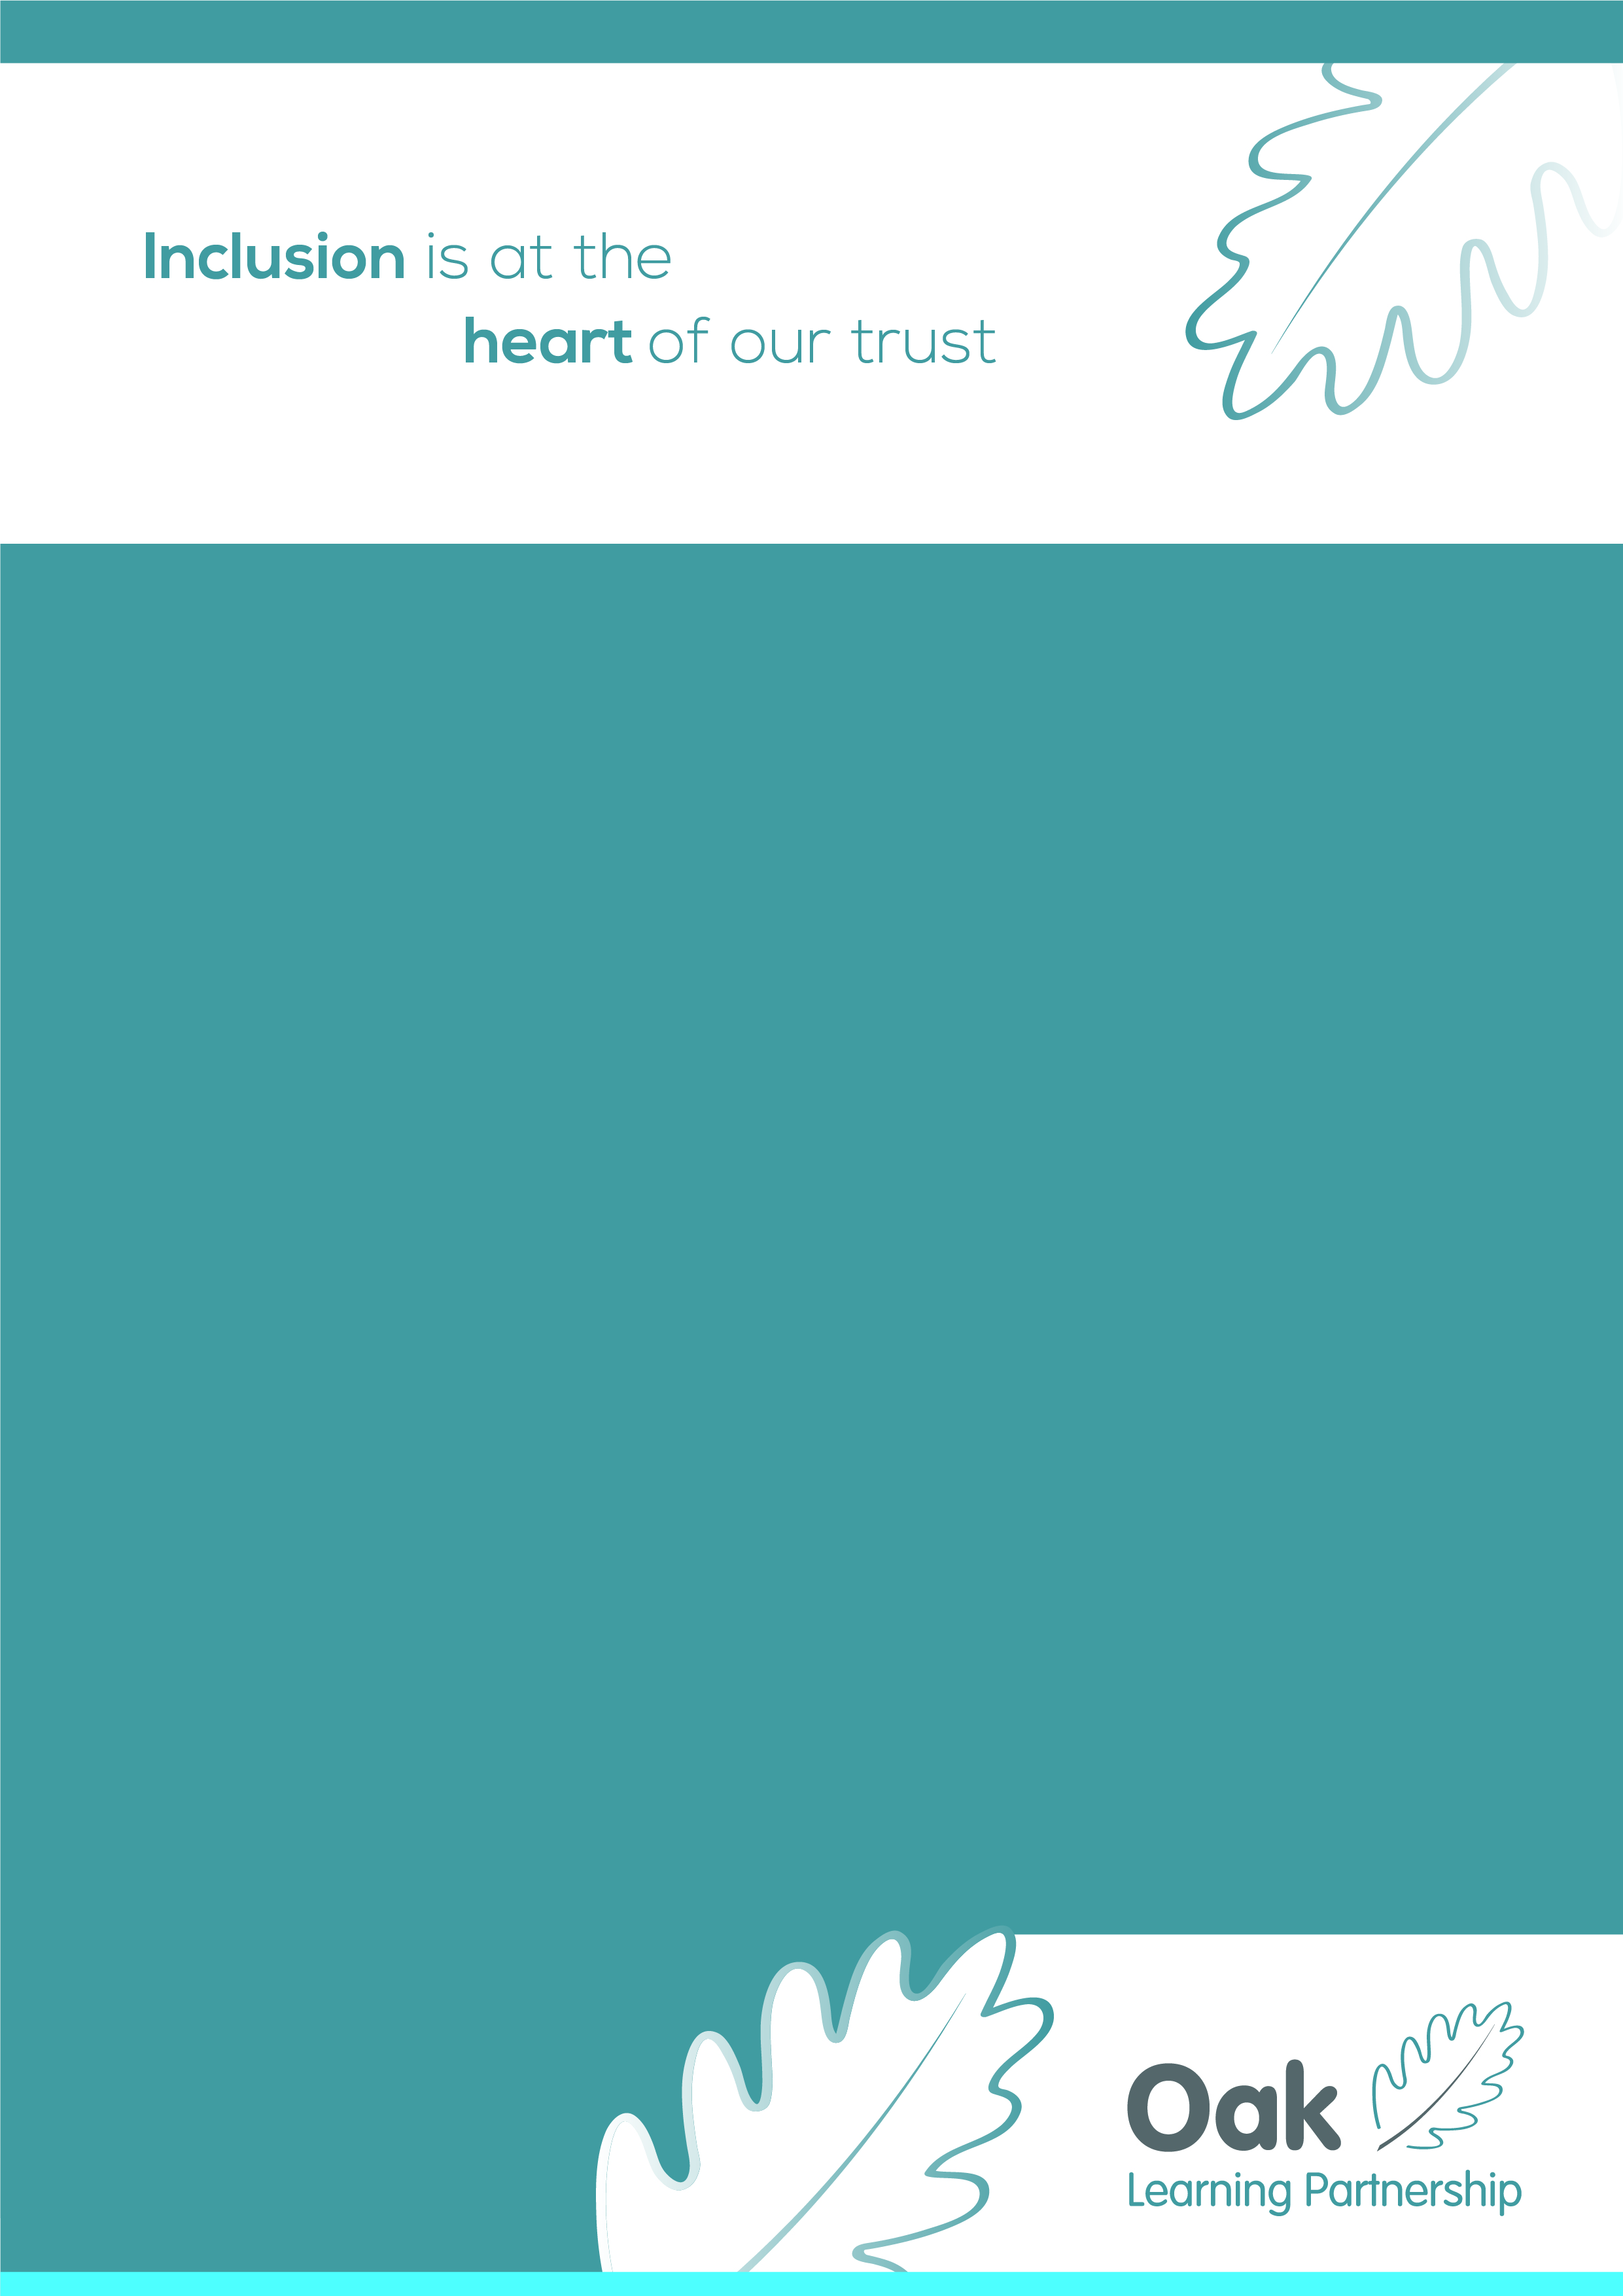 Inclusion is at the
heart of our trust
Oak
Learning Partnership